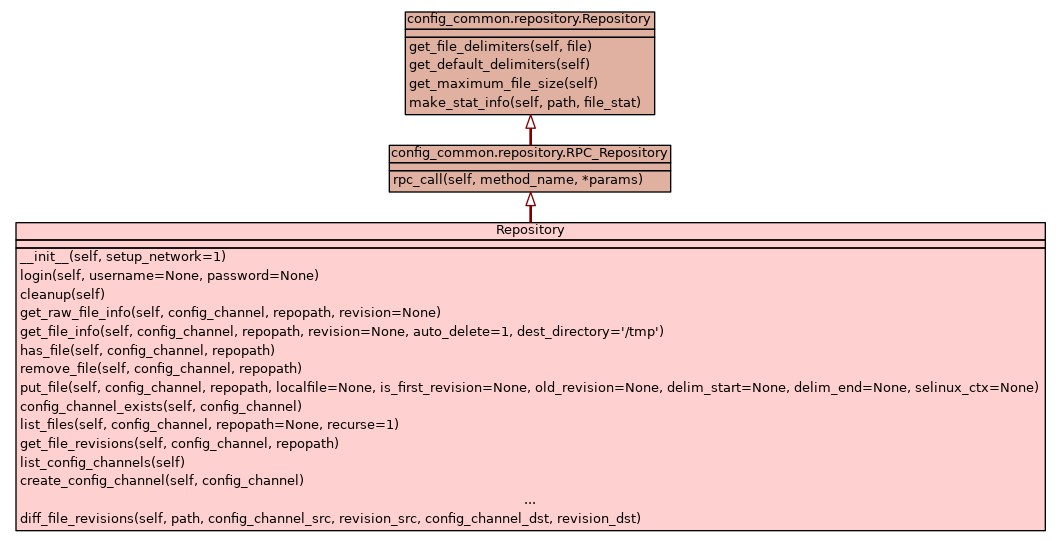 config_common.repository.Repository
get_file_delimiters(self, file)
get_default_delimiters(self)
get_maximum_file_size(self)
make_stat_info(self, path, file_stat)
config_common.repository.RPC_Repository
rpc_call(self, method_name, *params)
Repository
__init__(self, setup_network=1)
login(self, username=None, password=None)
cleanup(self)
get_raw_file_info(self, config_channel, repopath, revision=None)
get_file_info(self, config_channel, repopath, revision=None, auto_delete=1, dest_directory='/tmp')
has_file(self, config_channel, repopath)
remove_file(self, config_channel, repopath)
put_file(self, config_channel, repopath, localfile=None, is_first_revision=None, old_revision=None, delim_start=None, delim_end=None, selinux_ctx=None)
config_channel_exists(self, config_channel)
list_files(self, config_channel, repopath=None, recurse=1)
get_file_revisions(self, config_channel, repopath)
list_config_channels(self)
create_config_channel(self, config_channel)
...
diff_file_revisions(self, path, config_channel_src, revision_src, config_channel_dst, revision_dst)